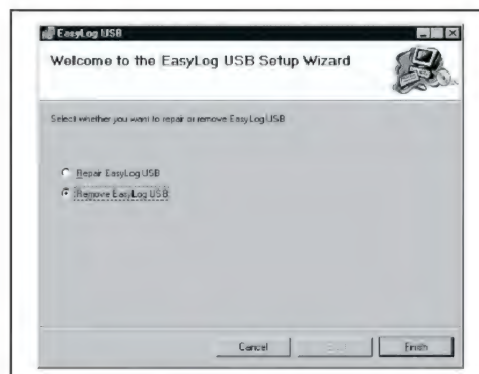 EasyLog USB
Welcome to the EasyLog USB Setup Wizard
Select whether you want to repair or remove EasyLog USB
Repair EasyLog USB
Remove EasyLog USB
Cancel
Finish